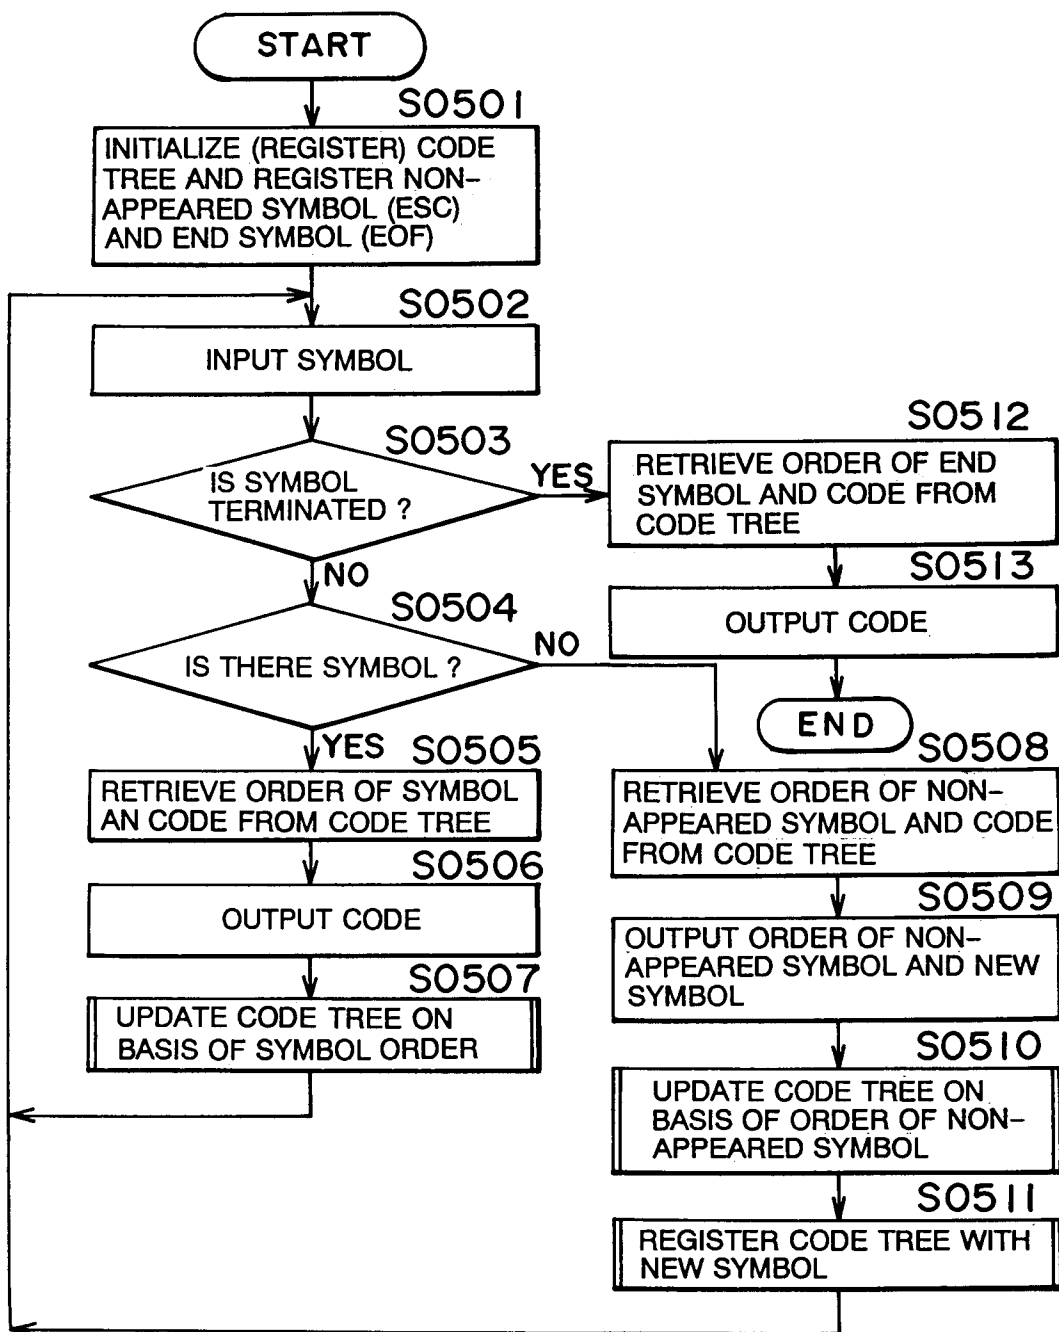 START
S0501
INITIALIZE (REGISTER) CODE
TREE AND REGISTER NON-
APPEARED SYMBOL (ESC)
AND END SYMBOL (EOF)
S0502
INPUT SYMBOL
S0503
IS SYMBOL
TERMINATED ?
YES
NO
S0512
RETRIEVE ORDER OF END
SYMBOL AND CODE FROM
CODE TREE
S0513
OUTPUT CODE
END
S0504
IS THERE SYMBOL ?
NO
YES
S0505
RETRIEVE ORDER OF SYMBOL
AN CODE FROM CODE TREE
S0506
OUTPUT CODE
S0507
UPDATE CODE TREE ON
BASIS OF SYMBOL ORDER
S0508
RETRIEVE ORDER OF NON-
APPEARED SYMBOL AND CODE
FROM CODE TREE
S0509
OUTPUT ORDER OF NON-
APPEARED SYMBOL AND NEW
SYMBOL
S0510
UPDATE CODE TREE ON
BASIS OF ORDER OF NON-
APPEARED SYMBOL
S0511
REGISTER CODE TREE WITH
NEW SYMBOL